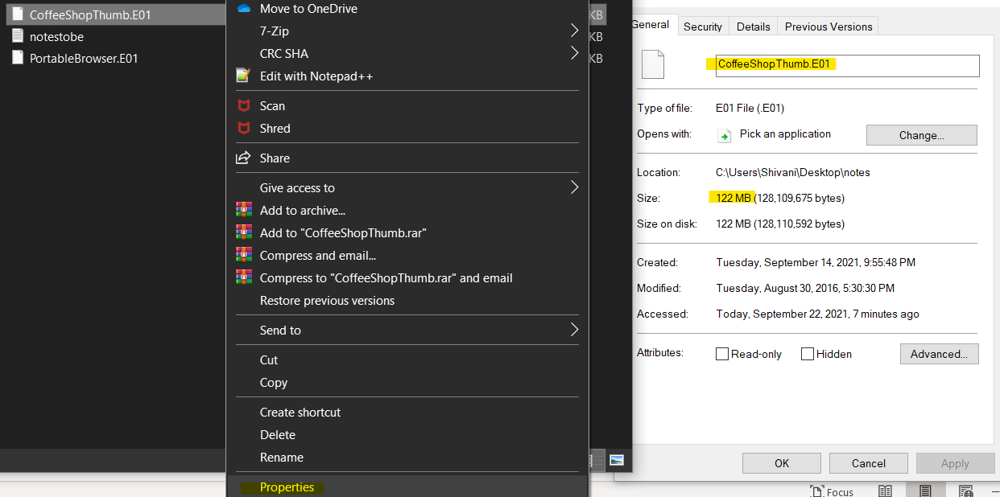 CoffeeShopThumb.E01
notestobe
PortableBrowser.E01
KB
KB
KB
Move to OneDrive
7-Zip
CRC SHA
Edit with Notepad++
Scan
Shred
Share
Give access to
Add to archive...
Add to "CoffeeShopThumb.rar"
Compress and email...
Compress to "CoffeeShopThumb.rar" and email
Restore previous versions
Send to
Cut
Copy
Create shortcut
Delete
Rename
Properties
General Security Details Previous Versions
CoffeeShopThumb.E01
Type of file: E01 File (.E01)
Opens with: Pick an application Change...
Location: C:\Users\Shivani\Desktop\notes
Size: 122 MB (128,109,675 bytes)
Size on disk: 122 MB (128,110,592 bytes)
Created: Tuesday, September 14, 2021, 9:55:48 PM
Modified: Tuesday, August 30, 2016, 5:30:30 PM
Accessed: Today, September 22, 2021, 7 minutes ago
Attributes: Read-only Hidden Advanced...
OK Cancel Apply
Focus